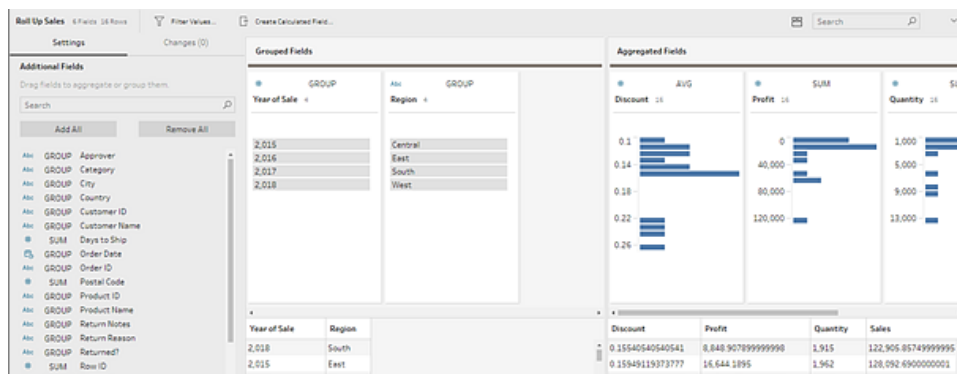 Roll Up Sales 6 Fields 16 Rows Filter Values... Create Calculated Field... Search
Settings Changes (0)
Additional Fields
Drag fields to aggregate or group them.
Search
Add All Remove All
Abc GROUP Approver
Abc GROUP Category
Abc GROUP City
Abc GROUP Country
Abc GROUP Customer ID
Abc GROUP Customer Name
# SUM Days to Ship
GROUP Order Date
Abc GROUP Order ID
# SUM Postal Code
Abc GROUP Product ID
Abc GROUP Product Name
Abc GROUP Return Notes
Abc GROUP Return Reason
Abc GROUP Returned?
# SUM Row ID
Grouped Fields
# GROUP
Year of Sale 4
2,015
2,016
2,017
2,018
Abc GROUP
Region 4
Central
East
South
West
Aggregated Fields
# AVG
Discount 16
0.1
0.14
0.18
0.22
0.26
# SUM
Profit 16
0
40,000
80,000
120,000
#
Quantity 16
1,000
5,000
9,000
13,000
Year of Sale Region
2,018 South
2,015 East
Discount Profit Quantity Sales
0.15540540540541 8,848.907899999998 1,915 122,905.85749999995
0.15949119373777 16,644.1895 1,962 128,092.6900000001